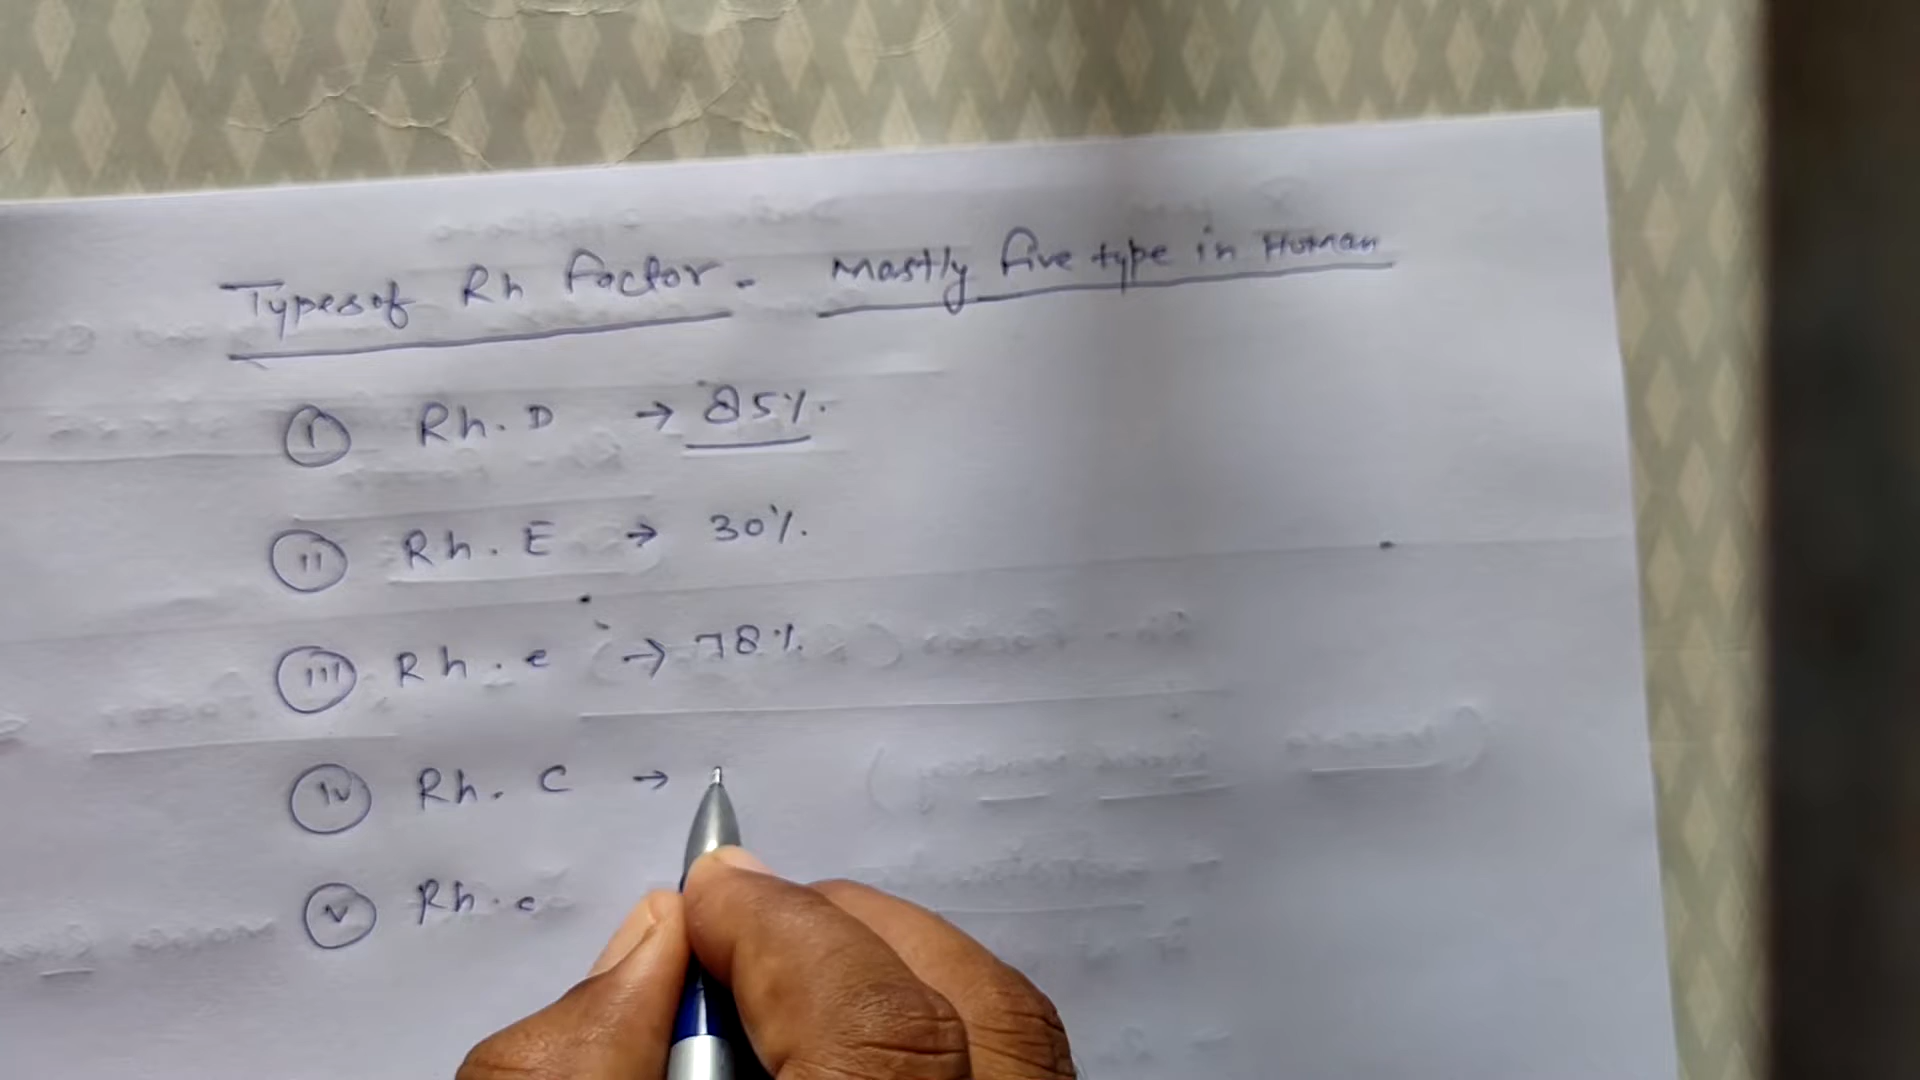 Types of Rh factor - Mostly five type in Human
(i) Rh. D → 85%.
(ii) Rh. E → 30%.
(iii) Rh. e → 78%.
(iv) Rh. C →
(v) Rh. c